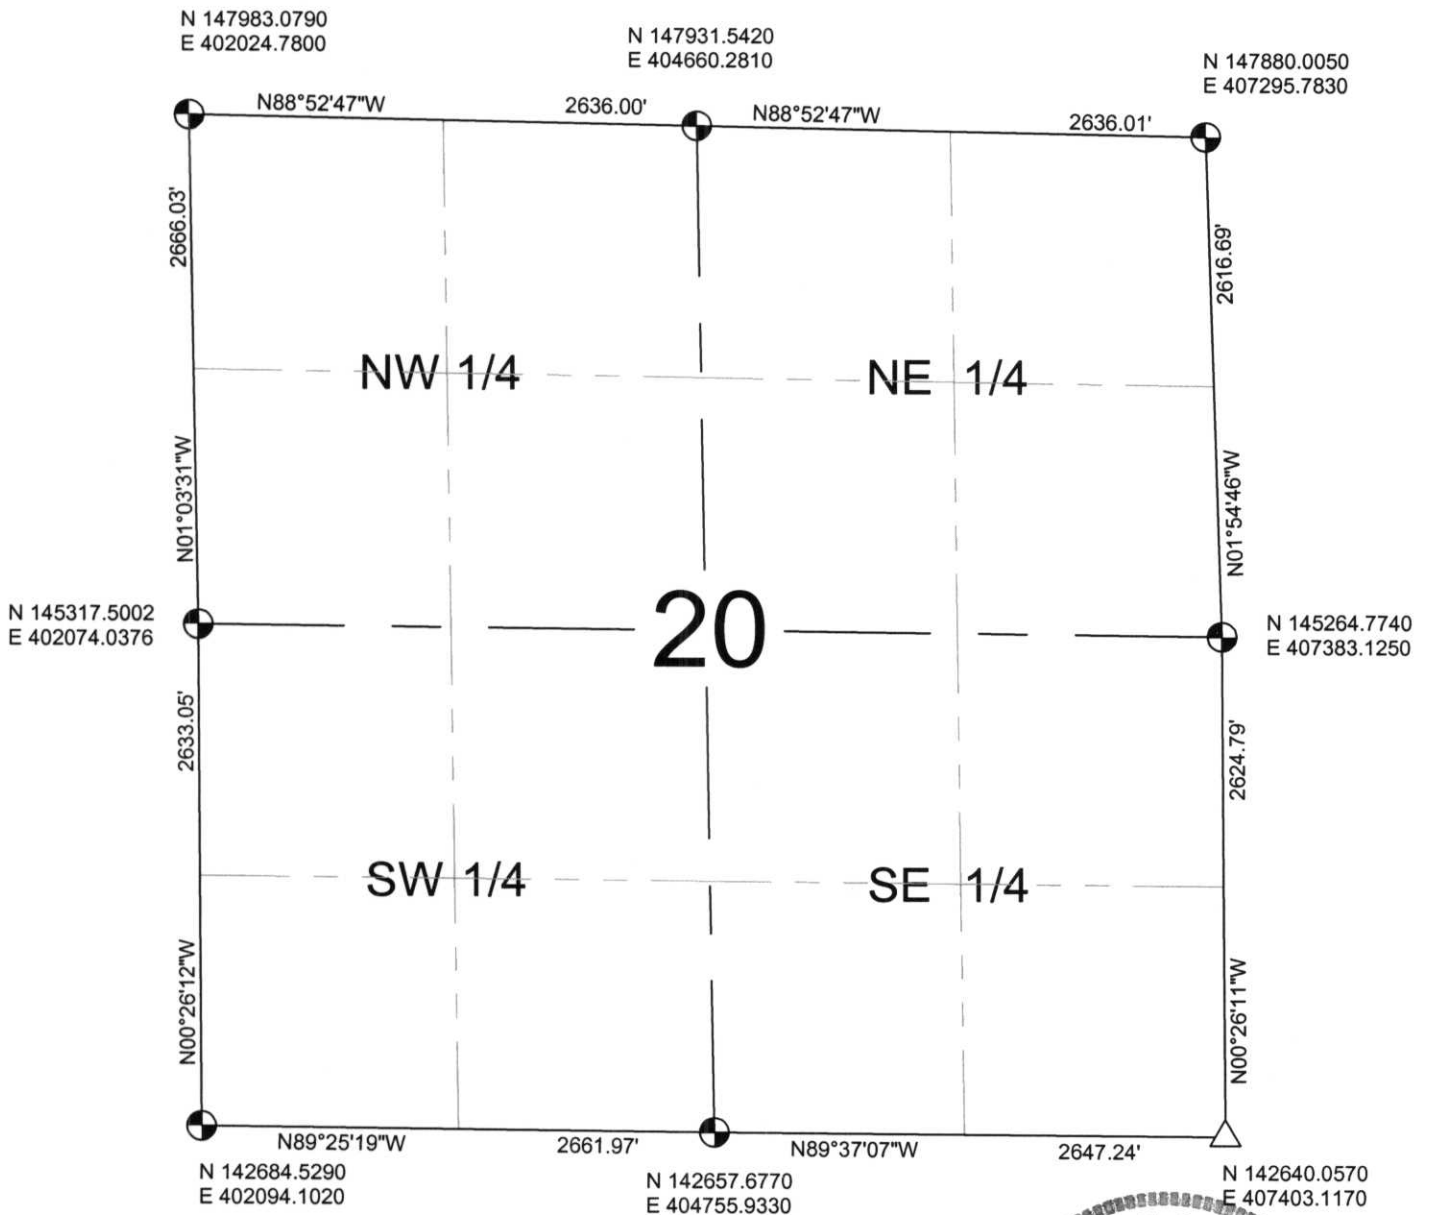 N 147983.0790
E 402024.7800
N 147931.5420
E 404660.2810
N 147880.0050
E 407295.7830
N88°52'47"W
2636.00'
N88°52'47"W
2636.01'
2666.03'
2616.69'
NW 1/4
NE 1/4
N01°03'31"W
N01°54'46"W
N 145317.5002
E 402074.0376
20
N 145264.7740
E 407383.1250
2633.05'
2624.79'
SW 1/4
SE 1/4
N00°26'12"W
N00°26'11"W
N89°25'19"W
2661.97'
N89°37'07"W
2647.24'
N 142684.5290
E 402094.1020
N 142657.6770
E 404755.9330
N 142640.0570
E 407403.1170